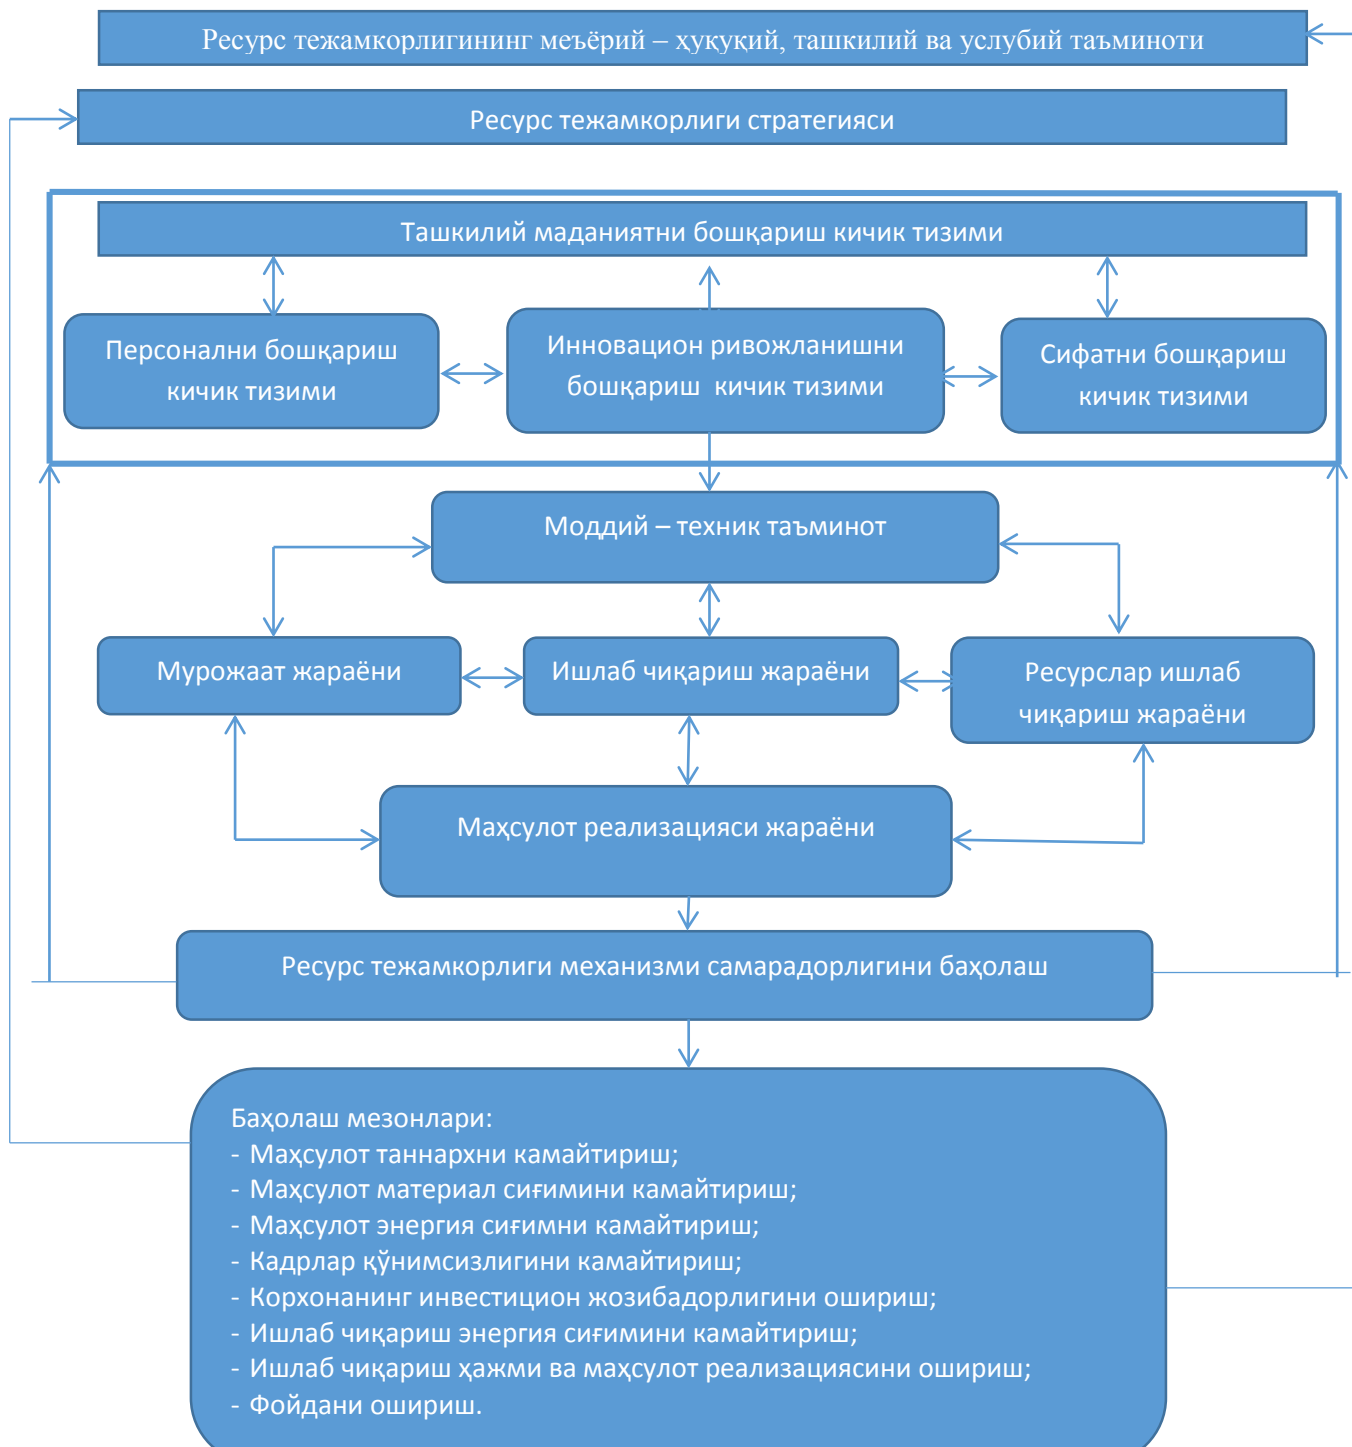 Ресурс тежамкорлигининг меъёрий – ҳуқуқий, ташкилий ва услубий таъминоти
Ресурс тежамкорлиги стратегияси
Ташкилий маданиятни бошқариш кичик тизими
Персонални бошқариш
кичик тизими
Инновацион ривожланишни
бошқариш кичик тизими
Сифатни бошқариш
кичик тизими
Моддий – техник таъминот
Мурожаат жараёни
Ишлаб чиқариш жараёни
Ресурслар ишлаб
чиқариш жараёни
Маҳсулот реализацияси жараёни
Ресурс тежамкорлиги механизми самарадорлигини баҳолаш
Баҳолаш мезонлари:
- Маҳсулот таннархни камайтириш;
- Маҳсулот материал сиғимини камайтириш;
- Маҳсулот энергия сиғимни камайтириш;
- Кадрлар қўнимсизлигини камайтириш;
- Корхонанинг инвестицион жозибадорлигини ошириш;
- Ишлаб чиқариш энергия сиғимини камайтириш;
- Ишлаб чиқариш ҳажми ва маҳсулот реализациясини ошириш;
- Фойдани ошириш.